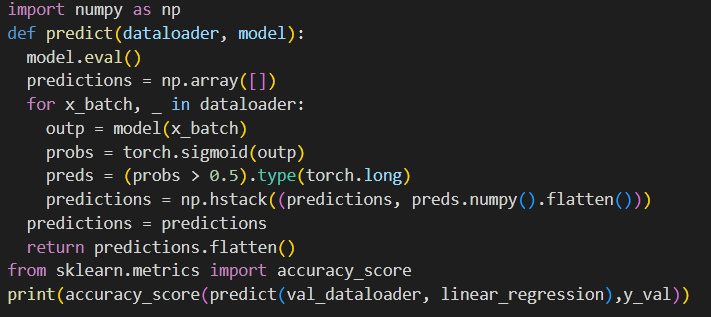 import numpy as np
def predict(dataloader, model):
  model.eval()
  predictions = np.array([])
  for x_batch, _ in dataloader:
    outp = model(x_batch)
    probs = torch.sigmoid(outp)
    preds = (probs > 0.5).type(torch.long)
    predictions = np.hstack((predictions, preds.numpy().flatten()))
  predictions = predictions
  return predictions.flatten()
from sklearn.metrics import accuracy_score
print(accuracy_score(predict(val_dataloader, linear_regression),y_val))